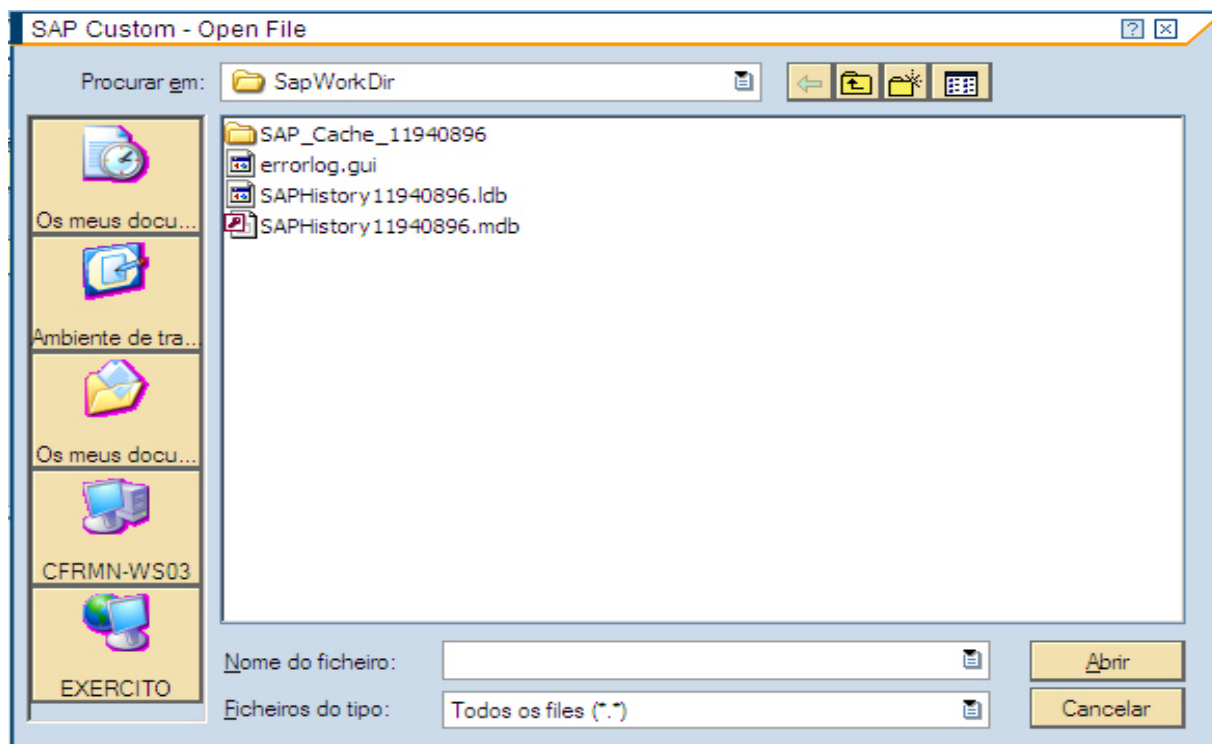 SAP Custom - Open File
Procurar em:
SapWorkDir
Os meus docu...
Ambiente de tra...
Os meus docu...
CFRMN-WS03
EXERCITO
SAP_Cache_11940896
errorlog.gui
SAPHistory11940896.ldb
SAPHistory11940896.mdb
Nome do ficheiro:
Abrir
Ficheiros do tipo:
Todos os files (*.*)
Cancelar